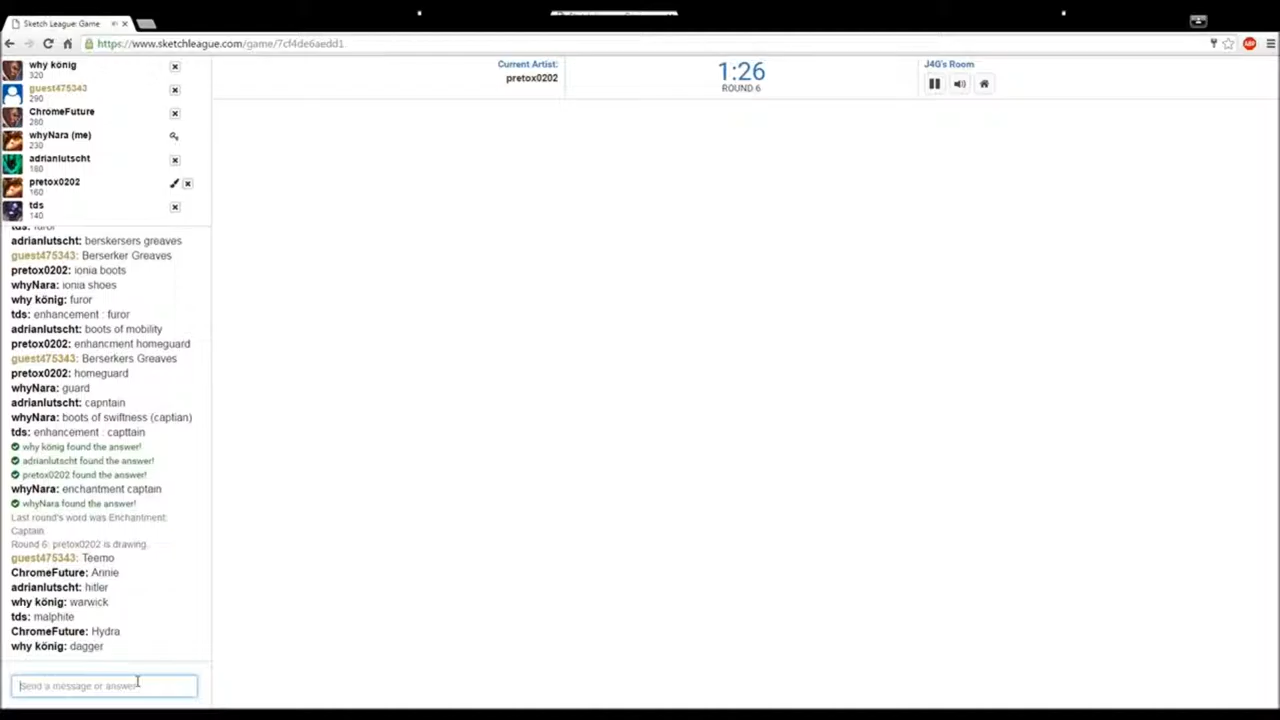 Sketch League: Game
https://www.sketchleague.com/game/7cf4de6aedd1
why könig
320
guest475343
290
ChromeFuture
280
whyNara (me)
230
adrianlutscht
180
pretox0202
160
tds
140
Current Artist:
pretox0202
1:26
ROUND 6
J4G's Room
tds: furor
adrianlutscht: berskersers greaves
guest475343: Berserker Greaves
pretox0202: ionia boots
whyNara: ionia shoes
why könig: furor
tds: enhancement : furor
adrianlutscht: boots of mobility
pretox0202: enhancment homeguard
guest475343: Berserkers Greaves
pretox0202: homeguard
whyNara: guard
adrianlutscht: capntain
whyNara: boots of swiftness (captian)
tds: enhancement : capttain
why könig found the answer!
adrianlutscht found the answer!
pretox0202 found the answer!
whyNara: enchantment captain
whyNara found the answer!
Last round's word was Enchantment:
Captain
Round 6: pretox0202 is drawing.
guest475343: Teemo
ChromeFuture: Annie
adrianlutscht: hitler
why könig: warwick
tds: malphite
ChromeFuture: Hydra
why könig: dagger
Send a message or answer